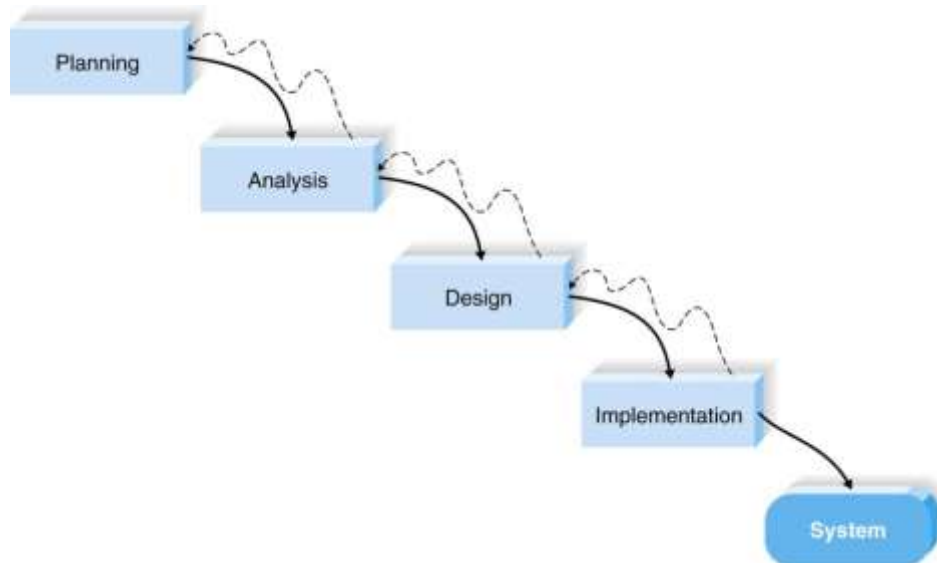 Planning
Analysis
Design
Implementation
System